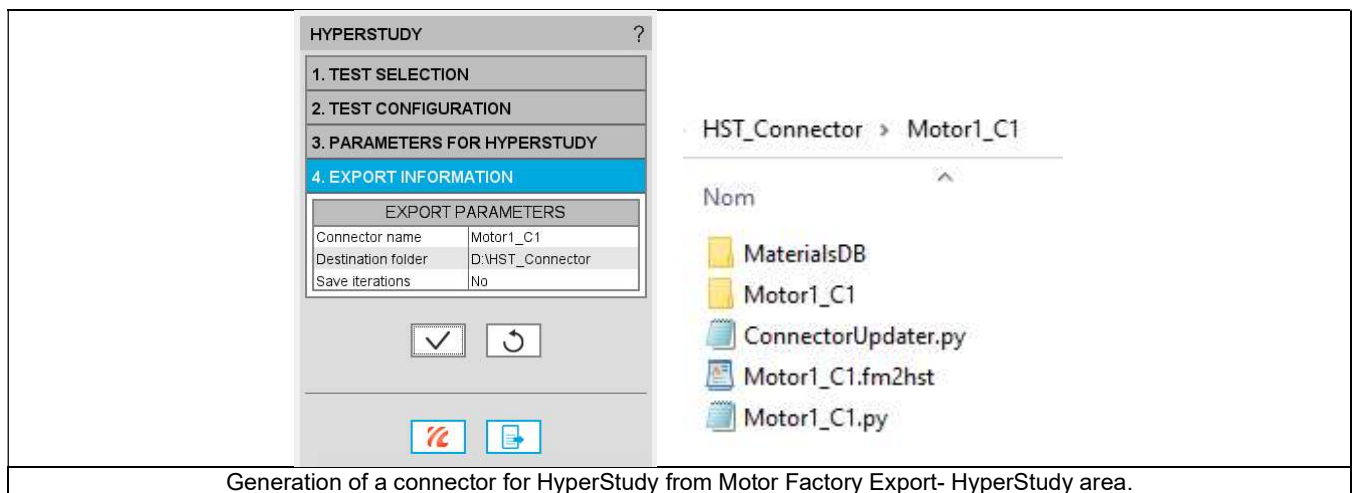 HYPERSTUDY ?
1. TEST SELECTION
2. TEST CONFIGURATION
3. PARAMETERS FOR HYPERSTUDY
4. EXPORT INFORMATION
EXPORT PARAMETERS
Connector name Motor1_C1
Destination folder D:\HST_Connector
Save iterations No
HST_Connector > Motor1_C1
Nom
MaterialsDB
Motor1_C1
ConnectorUpdater.py
Motor1_C1.fm2hst
Motor1_C1.py
Generation of a connector for HyperStudy from Motor Factory Export- HyperStudy area.